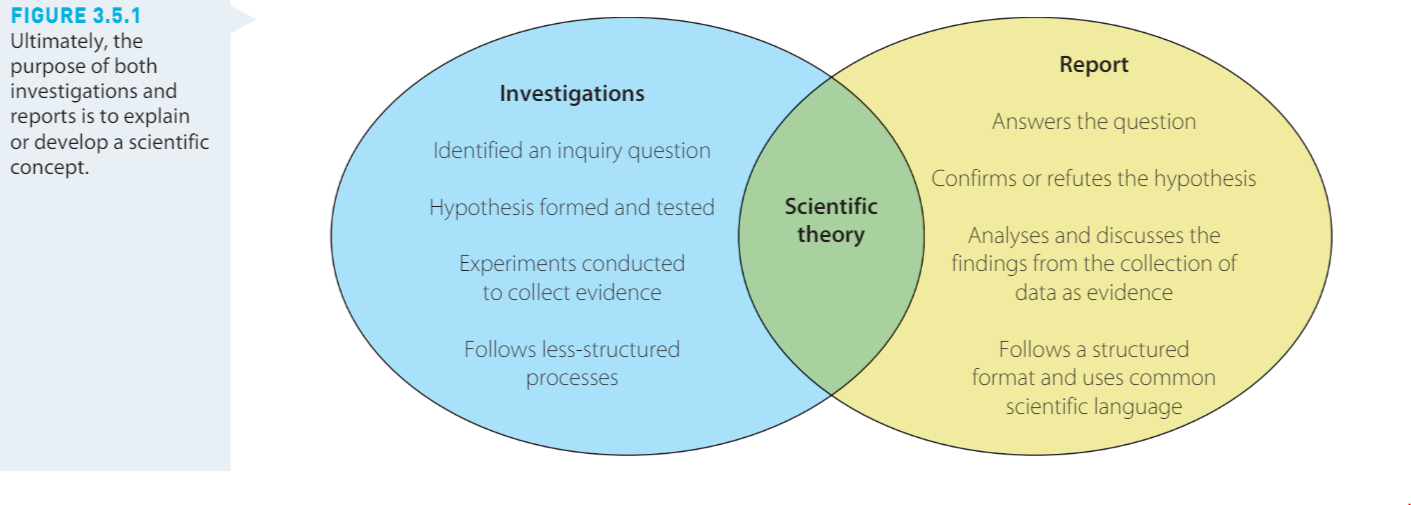 FIGURE 3.5.1
Ultimately, the
purpose of both
investigations and
reports is to explain
or develop a scientific
concept.
Investigations
Identified an inquiry question
Hypothesis formed and tested
Experiments conducted
to collect evidence
Follows less-structured
processes
Scientific
theory
Report
Answers the question
Confirms or refutes the hypothesis
Analyses and discusses the
findings from the collection of
data as evidence
Follows a structured
format and uses common
scientific language